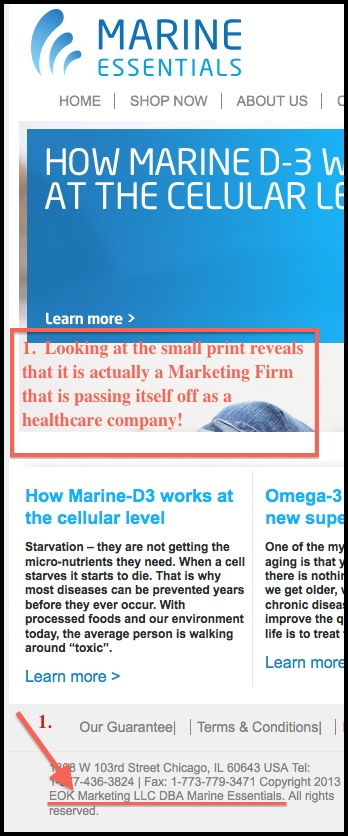 MARINE
ESSENTIALS
HOME | SHOP NOW | ABOUT US |
HOW MARINE D-3 W
AT THE CELULAR LE
Learn more >
1. Looking at the small print reveals
that it is actually a Marketing Firm
that is passing itself off as a
healthcare company!
How Marine-D3 works at
the cellular level
Starvation – they are not getting the
micro-nutrients they need. When a cell
starves it starts to die. That is why
most diseases can be prevented years
before they ever occur. With
processed foods and our environment
today, the average person is walking
around “toxic”.
Learn more >
Omega-3
new supe
One of the my
aging is that y
there is nothin
we get older,
chronic diseas
improve the q
life is to treat
Learn more
1.
Our Guarantee| | Terms & Conditions| |
W 103rd Street Chicago, IL 60643 USA Tel:
436-3824 | Fax: 1-773-779-3471 Copyright 2013
EOK Marketing LLC DBA Marine Essentials. All rights
reserved.